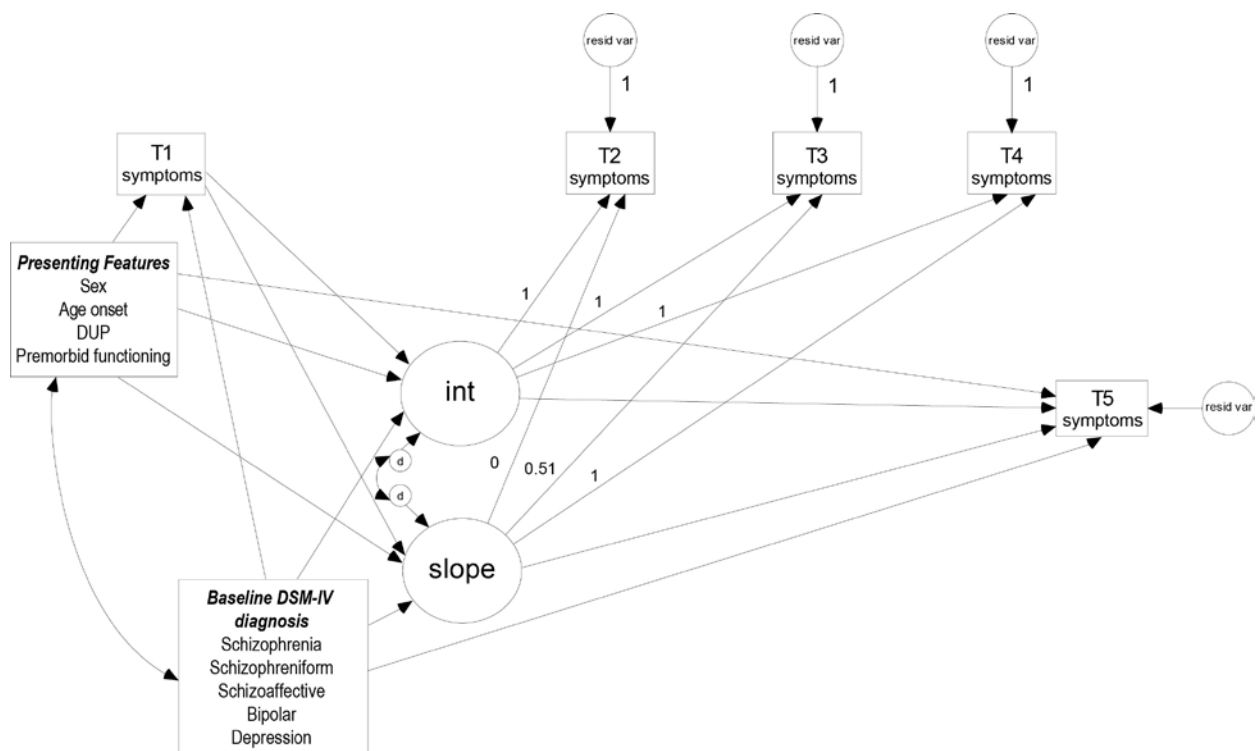 resid var
resid var
resid var
1
1
1
T1
symptoms
T2
symptoms
T3
symptoms
T4
symptoms
Presenting Features
Sex
Age onset
DUP
Premorbid functioning
1
1
1
int
T5
symptoms
resid var
d
d
0
0.51
1
slope
Baseline DSM-IV
diagnosis
Schizophrenia
Schizophreniform
Schizoaffective
Bipolar
Depression